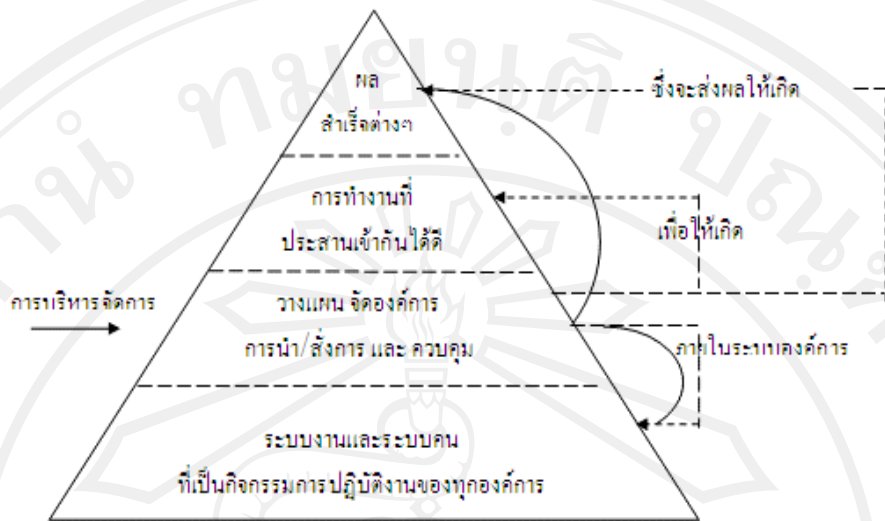 ผล
สำเร็จต่างๆ
ซึ่งจะส่งผลให้เกิด
การทำงานที่
ประสานเข้ากันได้ดี
เพื่อให้เกิด
การบริหารจัดการ
วางแผน จัดองค์การ
การนำ/สั่งการ และ ควบคุม
ภายในระบบองค์การ
ระบบงานและระบบคน
ที่เป็นกิจกรรมการปฏิบัติงานของทุกองค์การ